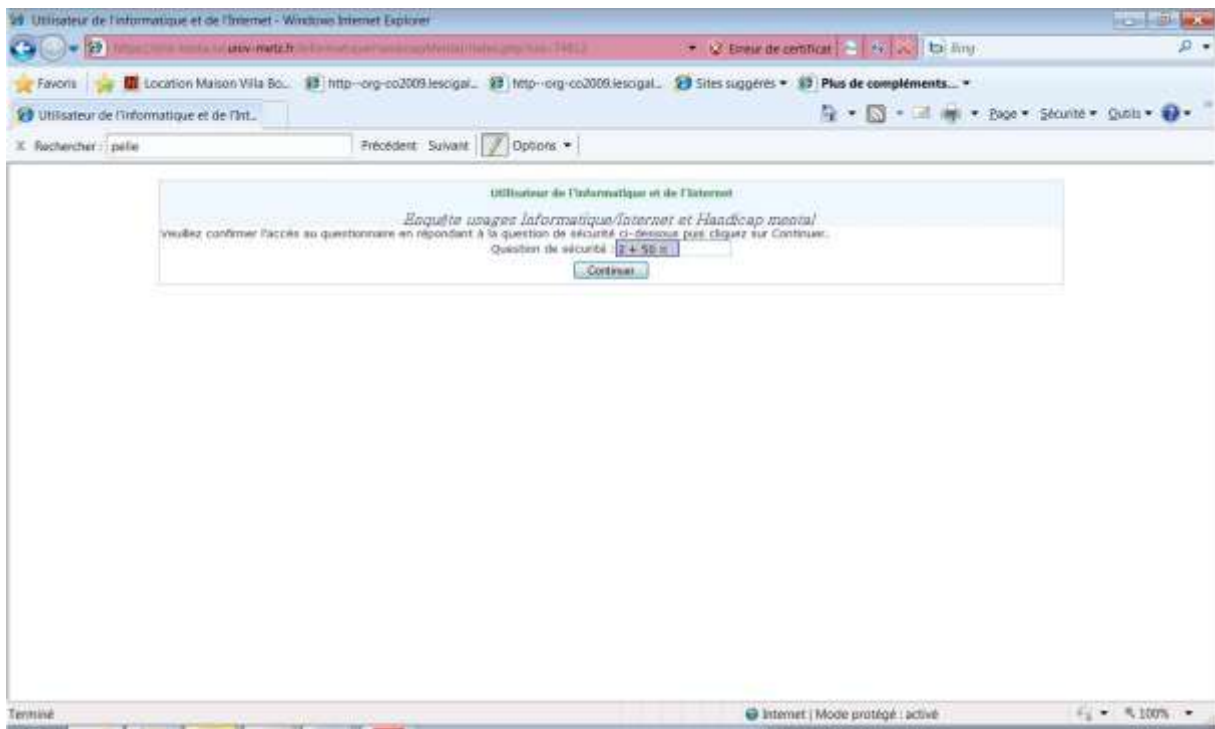 Utilisateur de l'informatique et de l'Internet - Windows Internet Explorer
univ-metz.fr
Erreur de certificat
Bing
Favoris
Location Maison Villa Bo...
http--org-co2009.lescigal...
http--org-co2009.lescigal...
Sites suggérés
Plus de compléments...
Utilisateur de l'informatique et de l'Int...
Page
Sécurité
Outils
X Rechercher : pelle
Précédent Suivant
Options
Utilisateur de l'Informatique et de l'Internet
Enquête usages Informatique/Internet et Handicap mental
Veuillez confirmer l'accès au questionnaire en répondant à la question de sécurité ci-dessous puis cliquez sur Continuer.
Question de sécurité : 2 + 50 =
Continuer
Terminé
Internet | Mode protégé : activé
100%